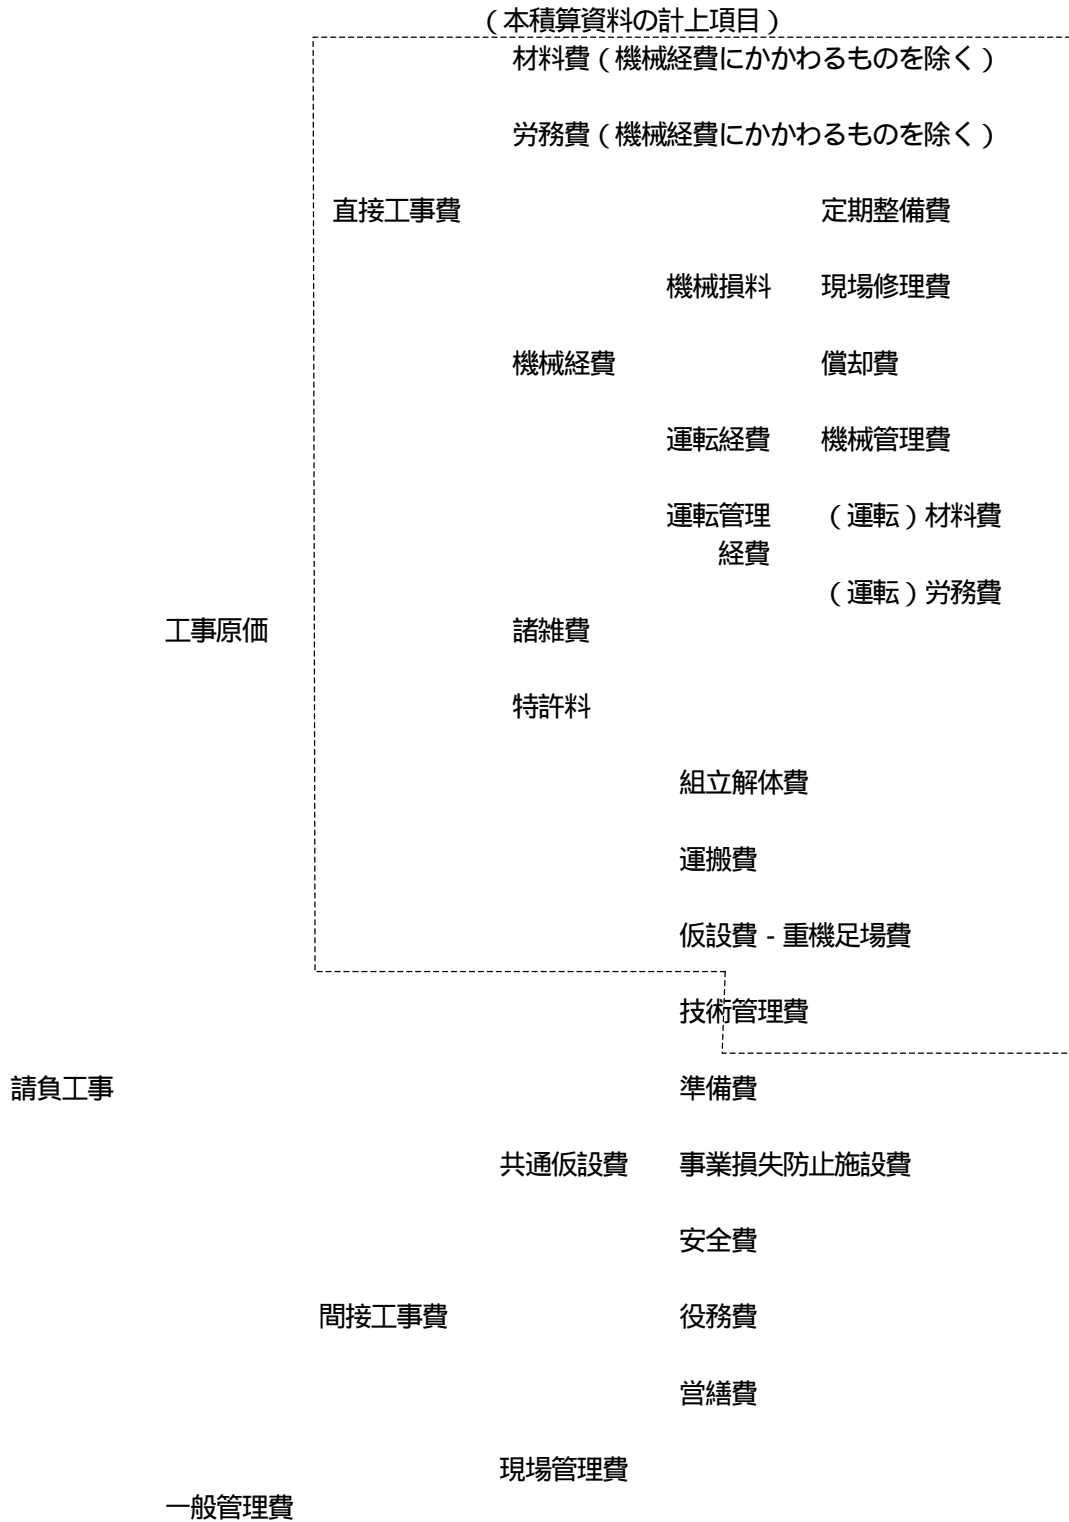 （本積算資料の計上項目）
材料費（機械経費にかかわるものを除く）
労務費（機械経費にかかわるものを除く）
直接工事費　定期整備費
機械損料　現場修理費
機械経費　償却費
運転経費　機械管理費
運転管理　（運転）材料費
経費
（運転）労務費
工事原価　諸雑費
特許料
組立解体費
運搬費
仮設費 - 重機足場費
技術管理費
請負工事　準備費
共通仮設費　事業損失防止施設費
安全費
間接工事費　役務費
営繕費
現場管理費
一般管理費